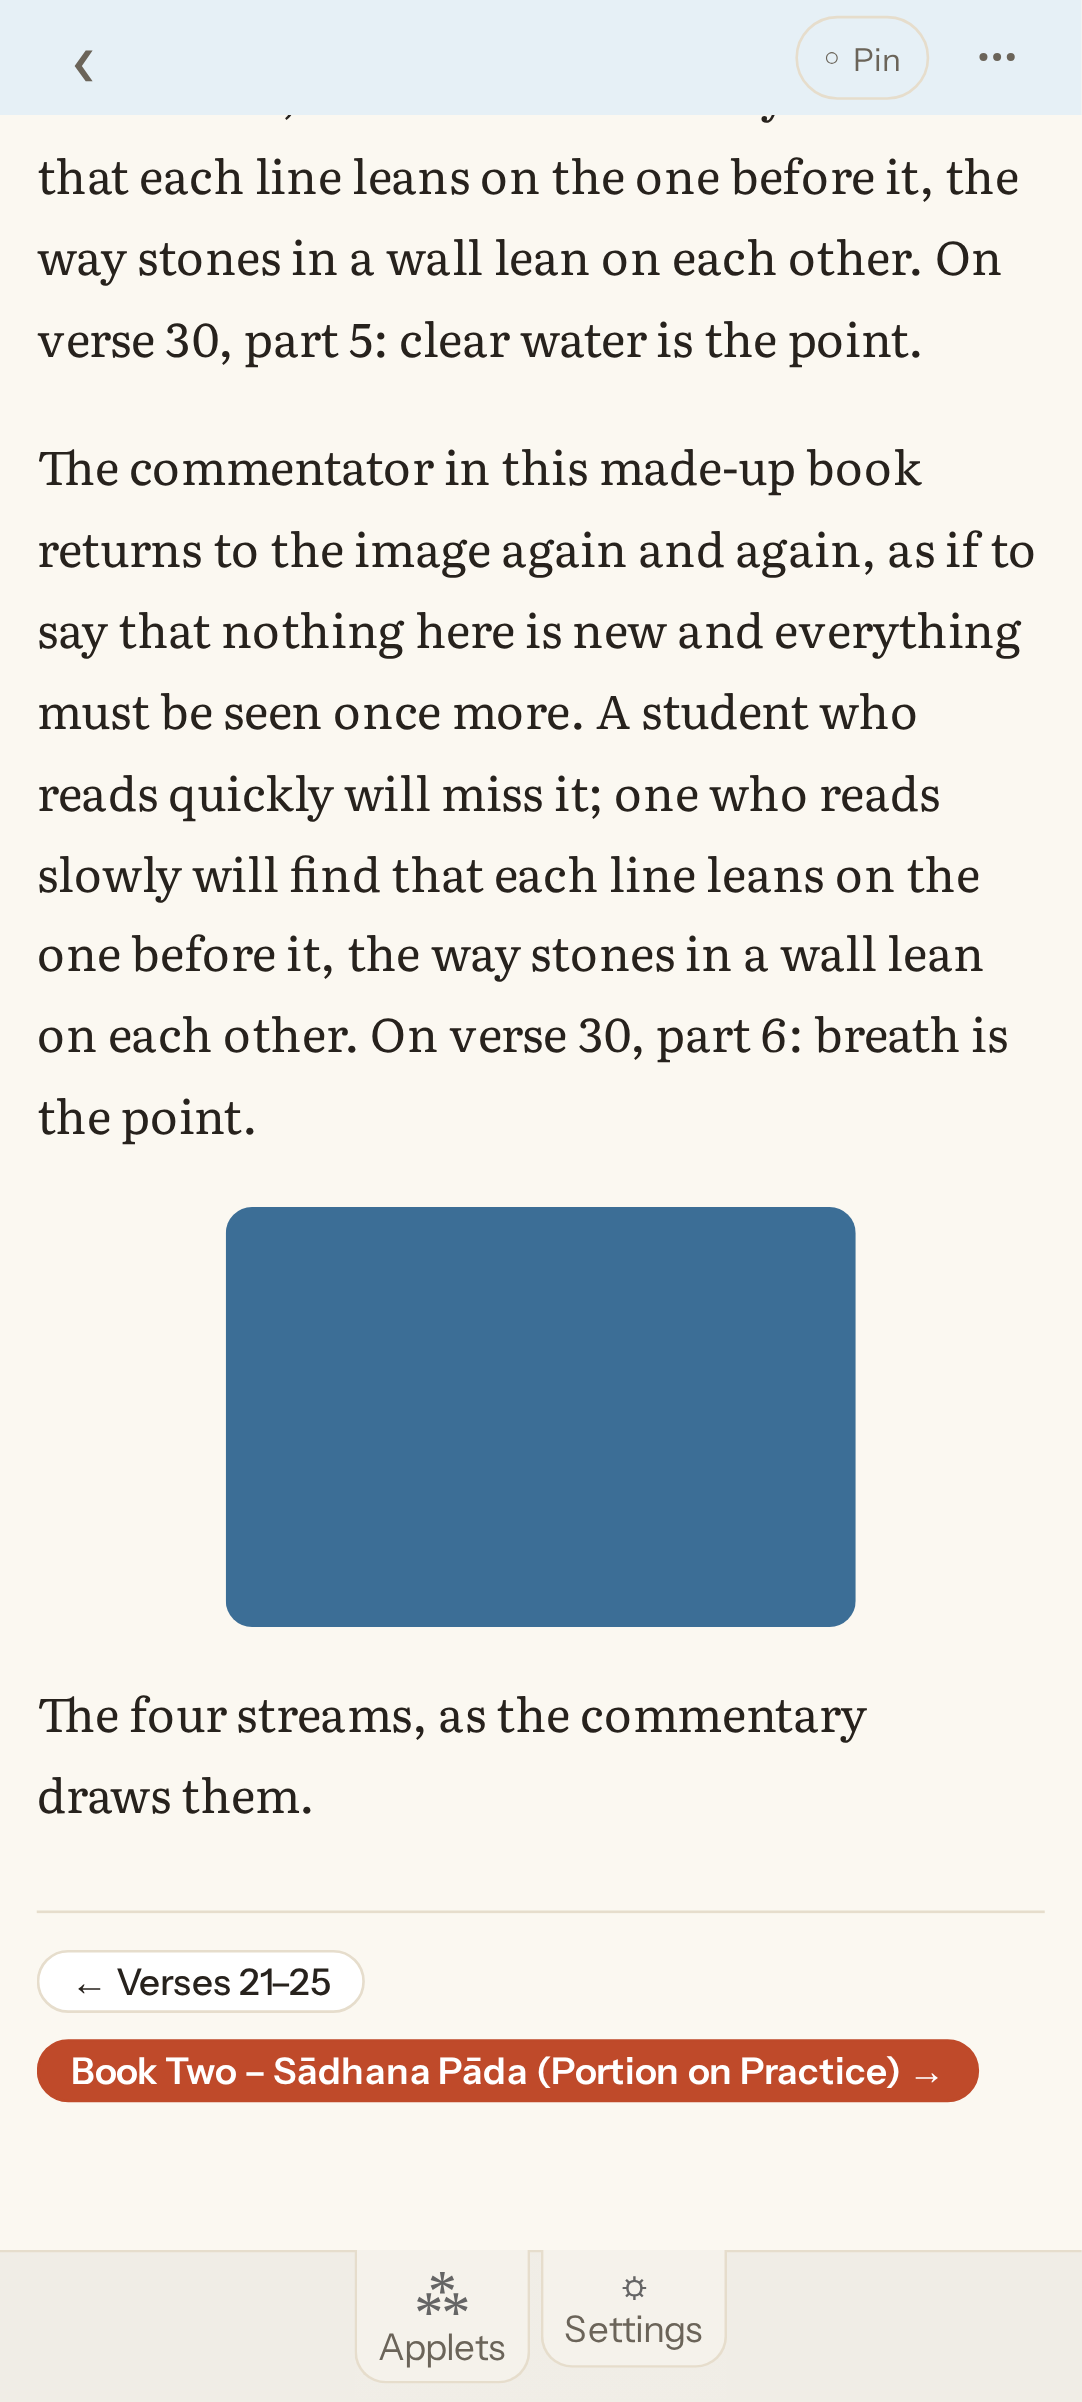 Pin
that each line leans on the one before it, the
way stones in a wall lean on each other. On
verse 30, part 5: clear water is the point.
The commentator in this made-up book
returns to the image again and again, as if to
say that nothing here is new and everything
must be seen once more. A student who
reads quickly will miss it; one who reads
slowly will find that each line leans on the
one before it, the way stones in a wall lean
on each other. On verse 30, part 6: breath is
the point.
The four streams, as the commentary
draws them.
← Verses 21–25
Book Two – Sādhana Pāda (Portion on Practice) →
Applets
Settings